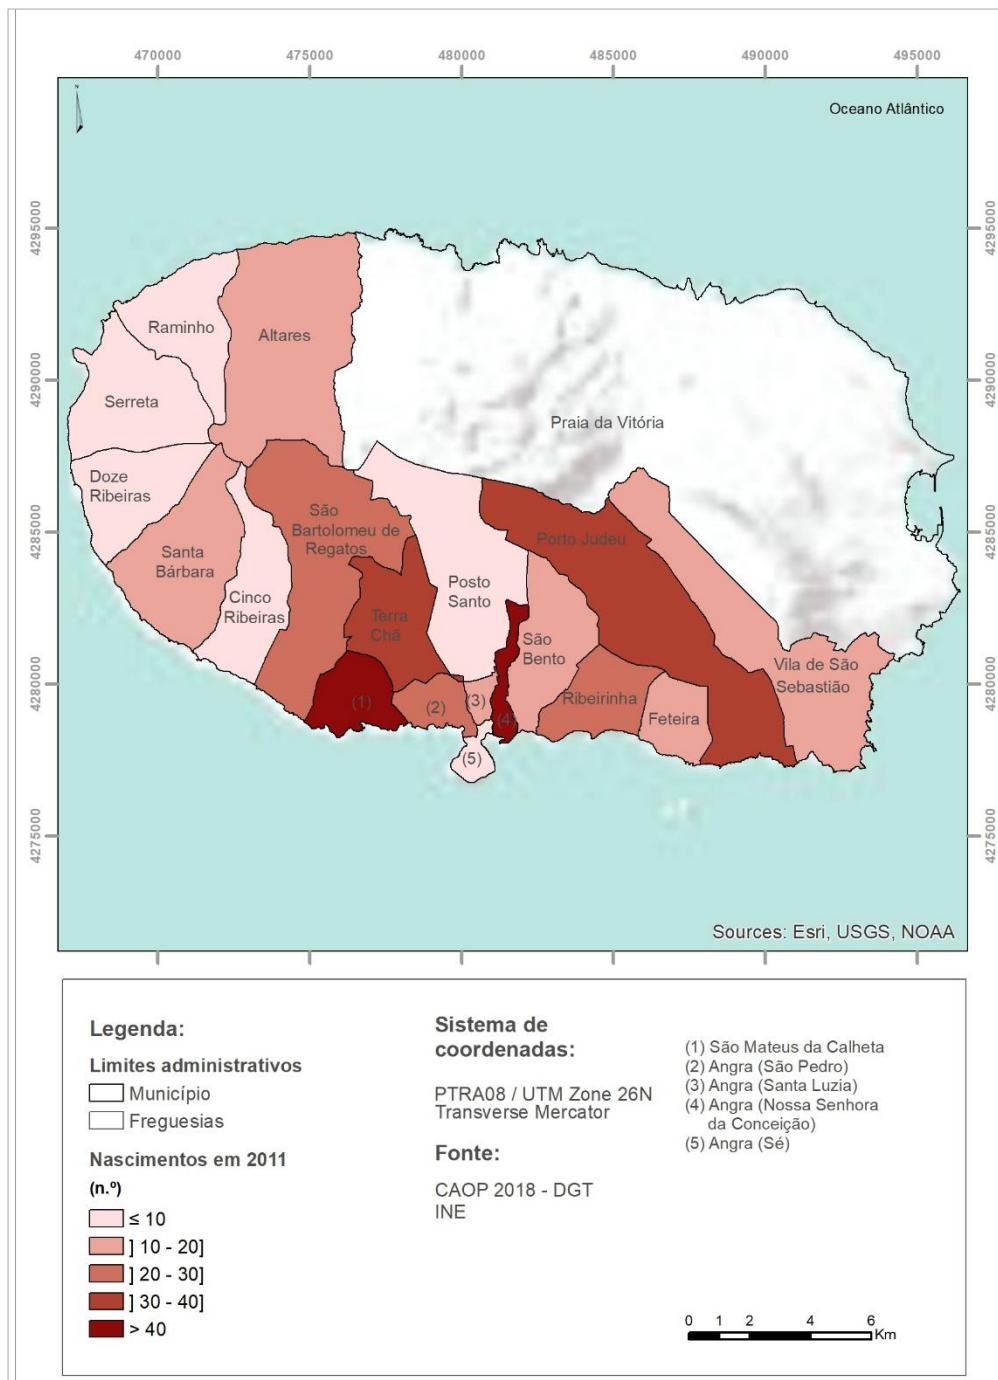 470000
475000
480000
485000
490000
495000
N
Oceano Atlântico
4295000
4295000
Raminho
Altares
4290000
4290000
Serreta
Praia da Vitória
Doze
Ribeiras
São
Bartolomeu de
Regatos
4285000
4285000
Porto Judeu
Santa
Bárbara
Posto
Santo
Cinco
Ribeiras
Terra
Chã
São
Bento
Vila de São
Sebastião
4280000
4280000
(1)
(2)
(3)
(4)
(5)
Ribeirinha
Feteira
4275000
4275000
Sources: Esri, USGS, NOAA
Legenda:
Limites administrativos
Município
Freguesias
Nascimentos em 2011
(n.º)
≤ 10
] 10 - 20]
] 20 - 30]
] 30 - 40]
> 40
Sistema de
coordenadas:
PTRA08 / UTM Zone 26N
Transverse Mercator
Fonte:
CAOP 2018 - DGT
INE
(1) São Mateus da Calheta
(2) Angra (São Pedro)
(3) Angra (Santa Luzia)
(4) Angra (Nossa Senhora
da Conceição)
(5) Angra (Sé)
0 1 2 4 6
Km